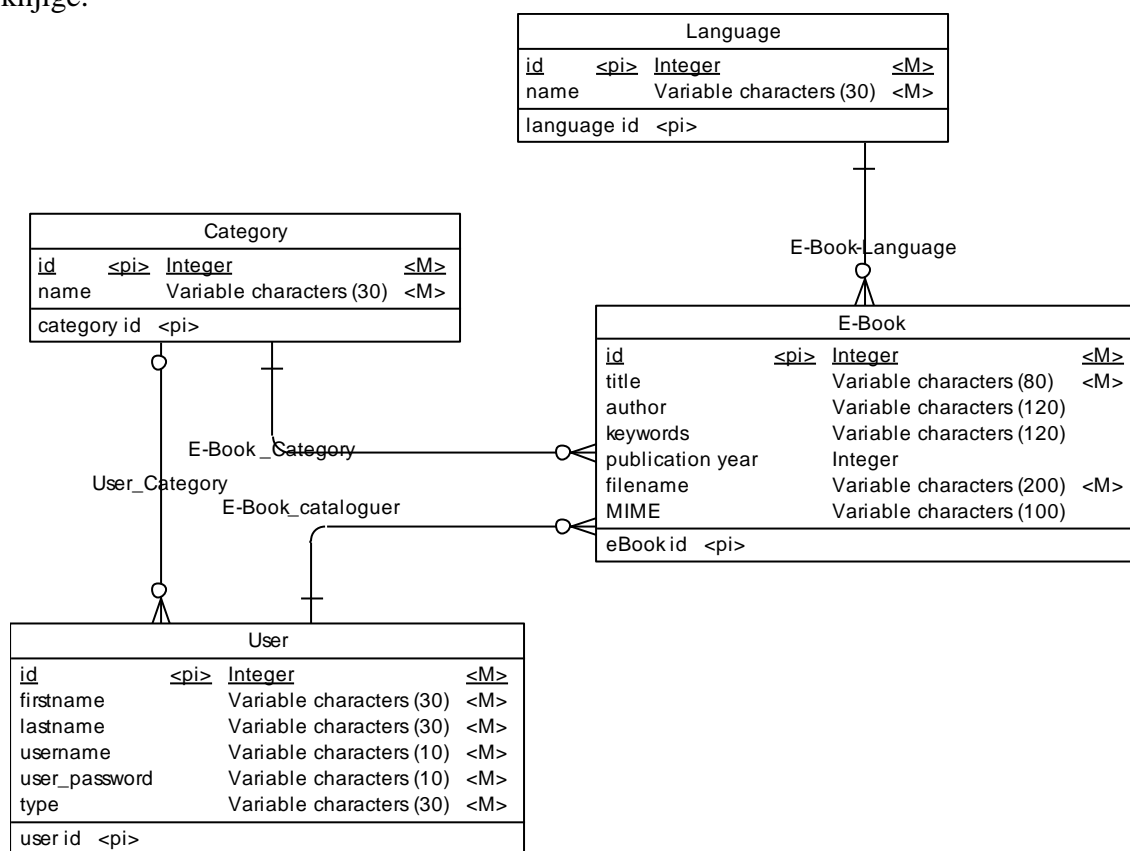 knjige.
Language
id <pi> Integer <M>
name Variable characters (30) <M>
language id <pi>
E-Book-Language
Category
id <pi> Integer <M>
name Variable characters (30) <M>
category id <pi>
E-Book
id <pi> Integer <M>
title Variable characters (80) <M>
author Variable characters (120)
keywords Variable characters (120)
publication year Integer
filename Variable characters (200) <M>
MIME Variable characters (100)
eBook id <pi>
E-Book_Category
User_Category
E-Book_cataloguer
User
id <pi> Integer <M>
firstname Variable characters (30) <M>
lastname Variable characters (30) <M>
username Variable characters (10) <M>
user_password Variable characters (10) <M>
type Variable characters (30) <M>
user id <pi>